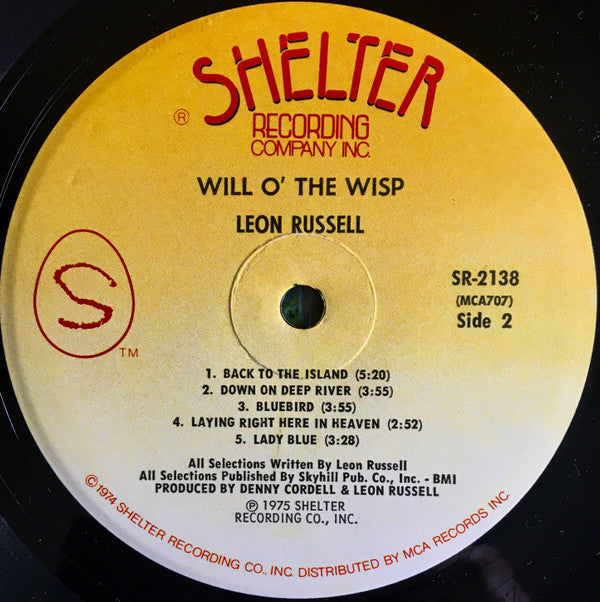 SHELTER
®
RECORDING
COMPANY INC.
WILL O' THE WISP
LEON RUSSELL
S
TM
SR-2138
(MCA707)
Side 2
1. BACK TO THE ISLAND (5:20)
2. DOWN ON DEEP RIVER (3:55)
3. BLUEBIRD (3:55)
4. LAYING RIGHT HERE IN HEAVEN (2:52)
5. LADY BLUE (3:28)
All Selections Written By Leon Russell
All Selections Published By Skyhill Pub. Co., Inc. - BMI
PRODUCED BY DENNY CORDELL & LEON RUSSELL
℗ 1975 SHELTER
RECORDING CO., INC.
©1974 SHELTER RECORDING CO., INC. DISTRIBUTED BY MCA RECORDS INC.